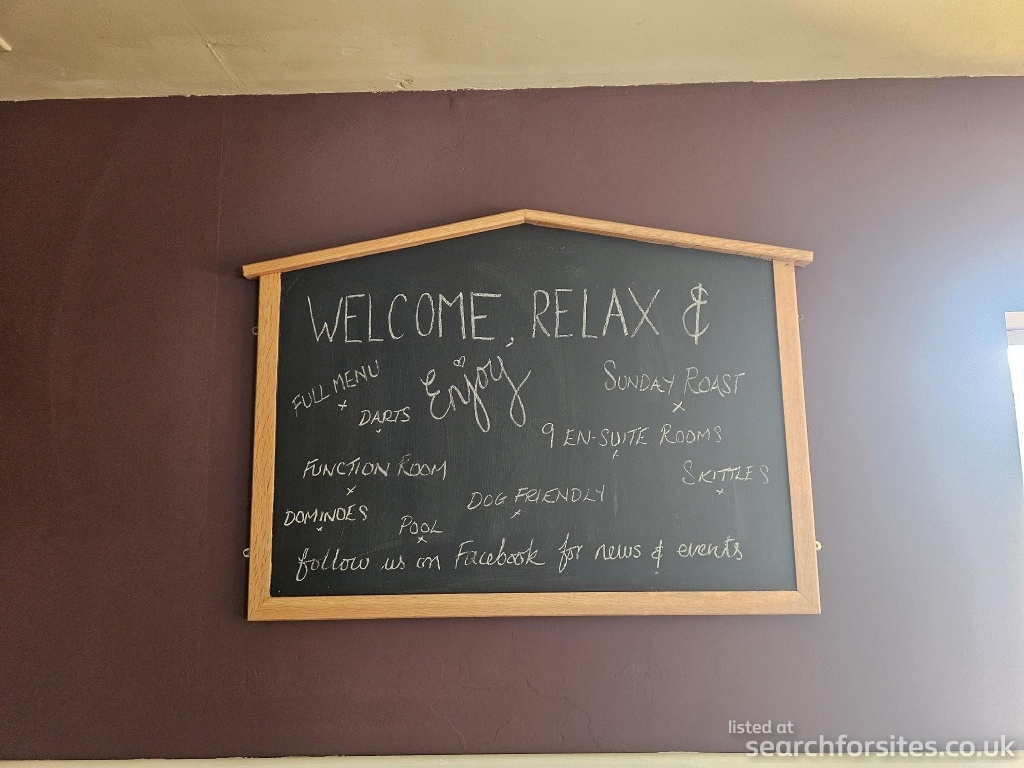 WELCOME, RELAX &
Enjoy
FULL MENU
SUNDAY ROAST
DARTS
9 EN-SUITE ROOMS
FUNCTION ROOM
SKITTLES
DOG FRIENDLY
DOMINOES
POOL
follow us on Facebook for news & events
listed at
searchforsites.co.uk